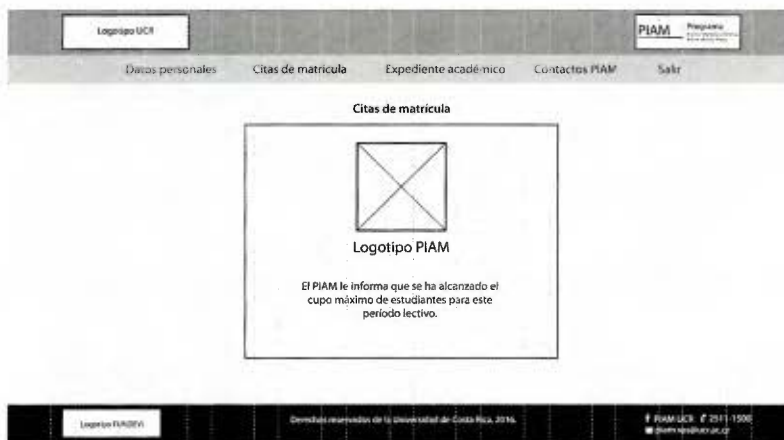 Logotipo UCR
PIAM Programa
Datos personales Citas de matrícula Expediente académico Contactos PIAM Salir
Citas de matrícula
Logotipo PIAM
El PIAM le informa que se ha alcanzado el
cupo máximo de estudiantes para este
período lectivo.
Logotipo FUNDEVI
Derechos reservados de la Universidad de Costa Rica, 2016.
PIAM UCR 2511-1506